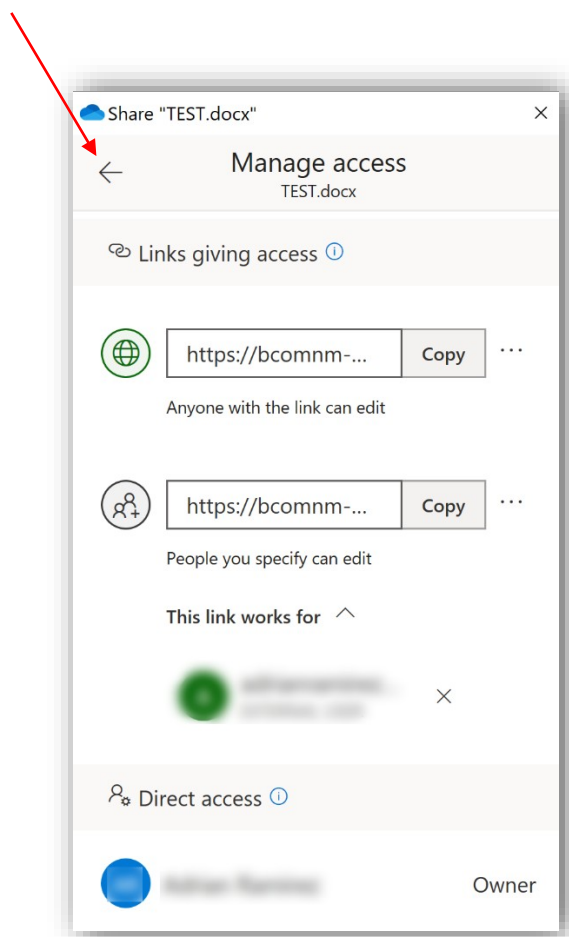 Share "TEST.docx"
Manage access
TEST.docx
Links giving access
https://bcomnm-... Copy ...
Anyone with the link can edit
https://bcomnm-... Copy ...
People you specify can edit
This link works for
Direct access
Owner